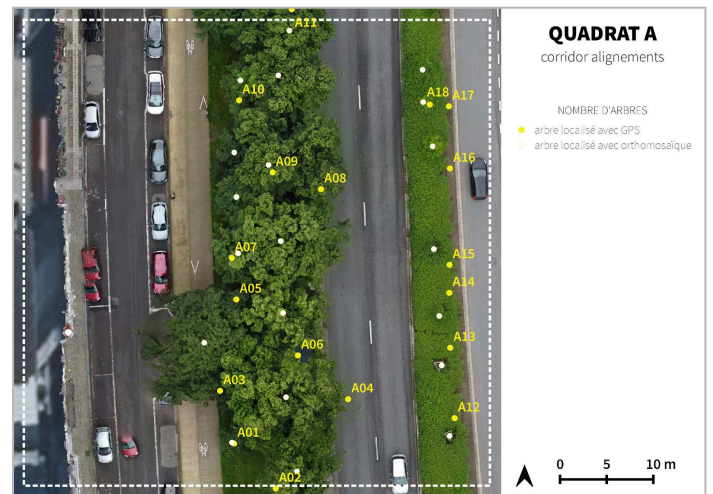 QUADRAT A
corridor alignements
NOMBRE D'ARBRES
arbre localisé avec GPS
arbre localisé avec orthomosaïque
A11
A10
A18
A17
A09
A16
A08
A07
A15
A05
A14
A06
A13
A03
A04
A12
A01
A02
0 5 10 m